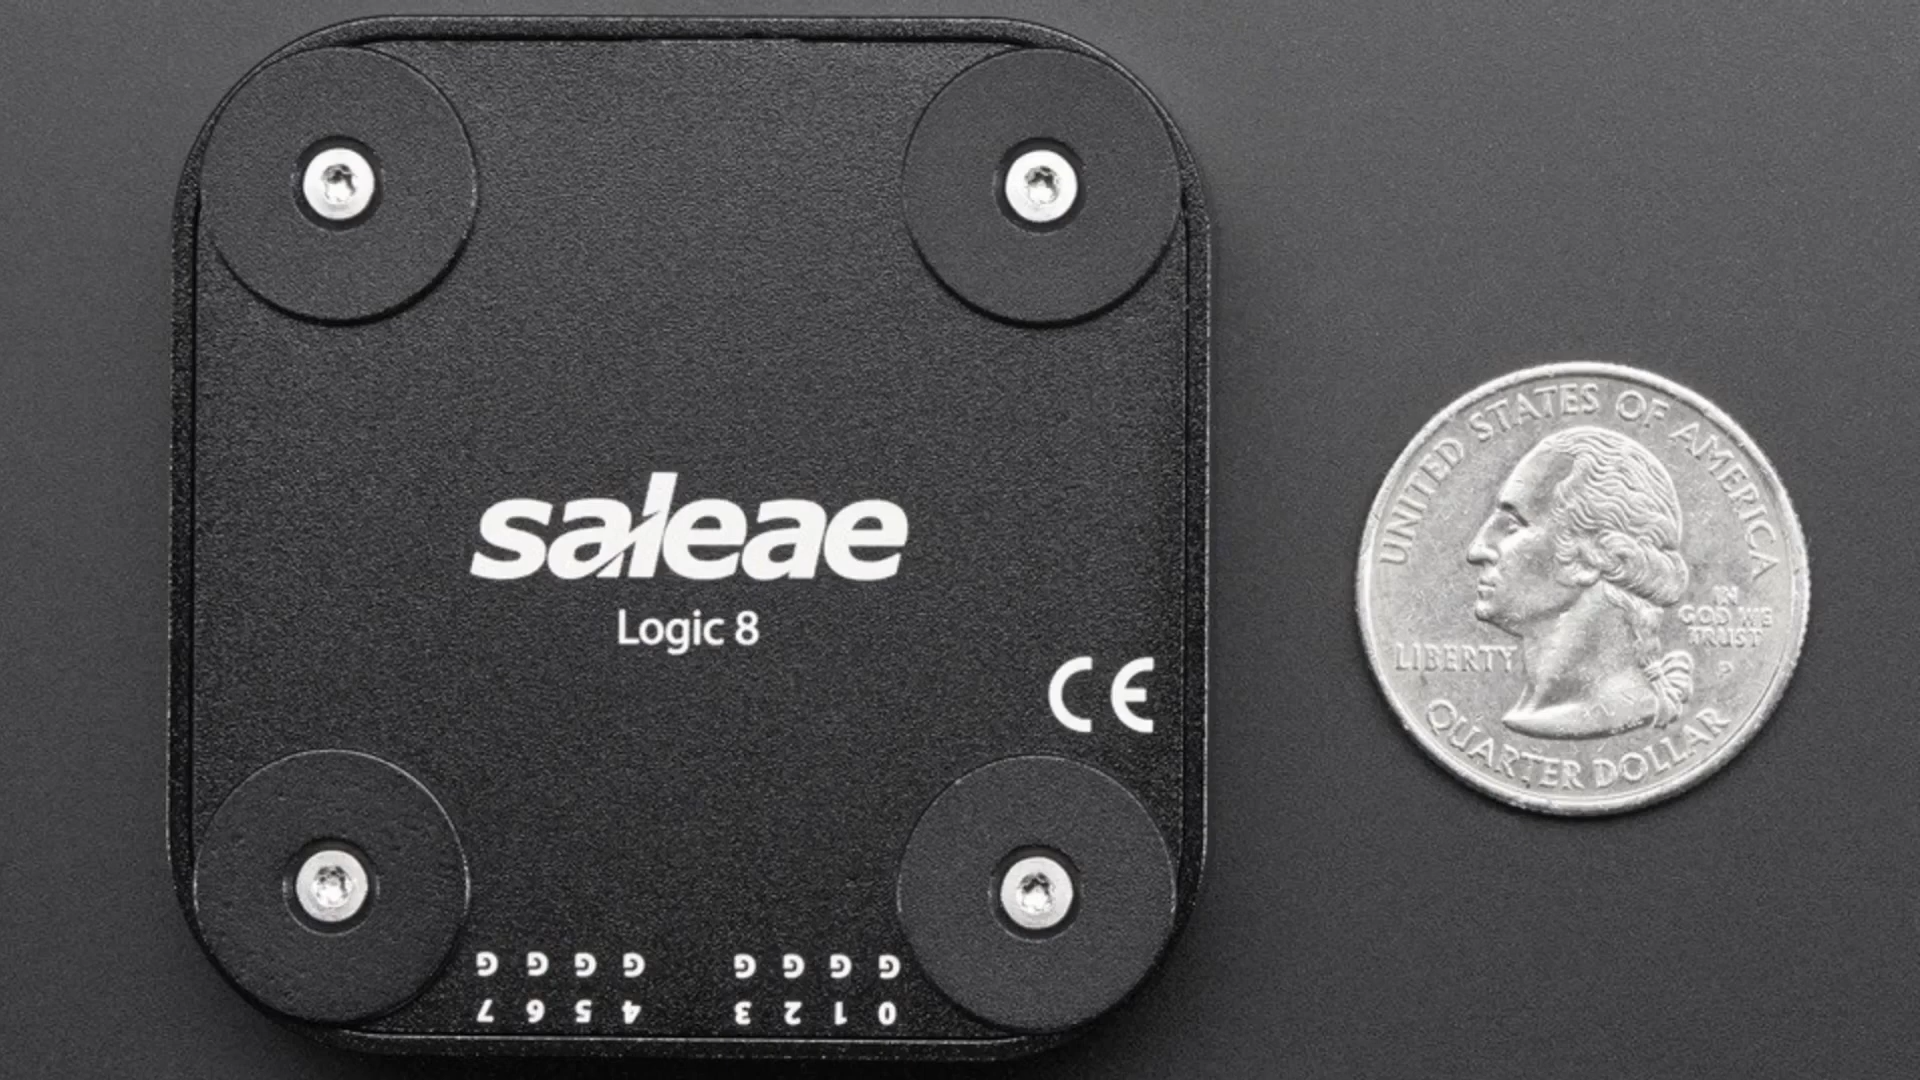 saleae
Logic 8
CE
G G G G G G G G
7 6 5 4 3 2 1 0
UNITED STATES OF AMERICA
IN
GOD WE
TRUST
LIBERTY
P
QUARTER DOLLAR